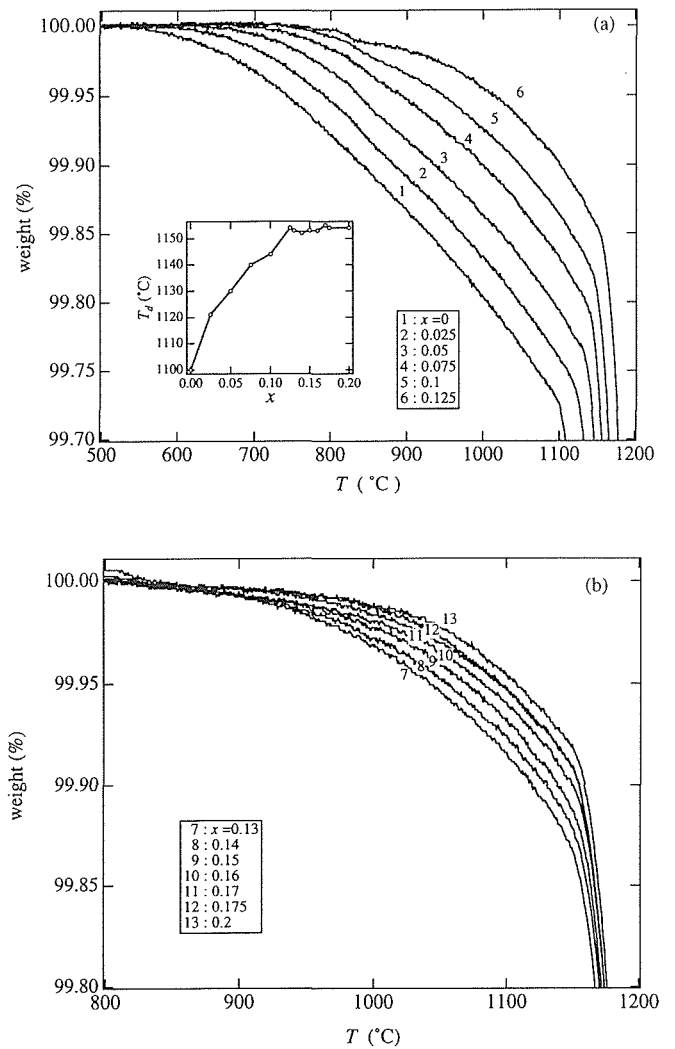 (a)
100.00
99.95
99.90
99.85
99.80
99.75
99.70
weight (%)
500 600 700 800 900 1000 1100 1200
T ( °C )
1 2 3 4 5 6
1150
1140
1130
1120
1110
1100
T_d (°C)
0.00 0.05 0.10 0.15 0.20
x
1 : x =0
2 : 0.025
3 : 0.05
4 : 0.075
5 : 0.1
6 : 0.125
(b)
100.00
99.95
99.90
99.85
99.80
weight (%)
800 900 1000 1100 1200
T (°C)
7 8 9 10 11 12 13
7 : x =0.13
8 : 0.14
9 : 0.15
10 : 0.16
11 : 0.17
12 : 0.175
13 : 0.2